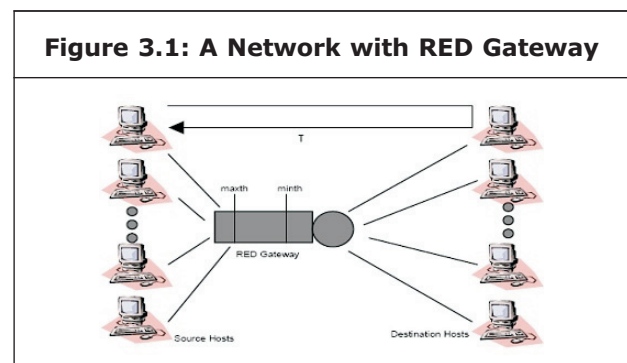 Figure 3.1: A Network with RED Gateway
T
maxth minth
RED Gateway
Source Hosts Destination Hosts